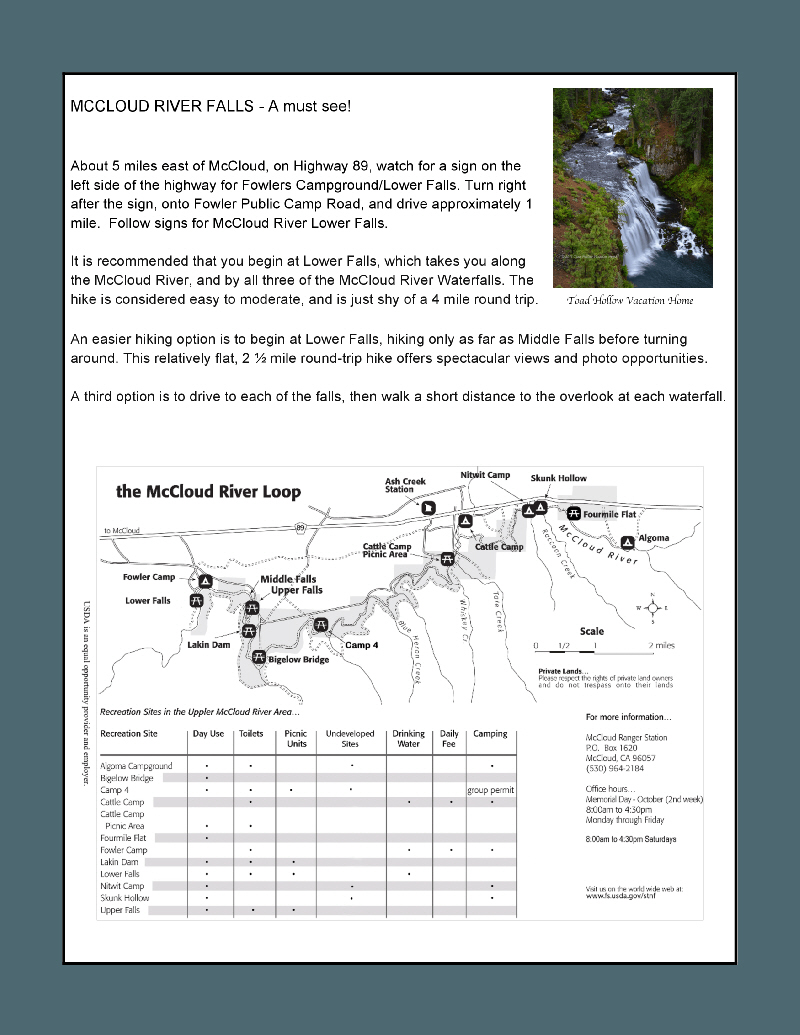 MCCLOUD RIVER FALLS - A must see!
About 5 miles east of McCloud, on Highway 89, watch for a sign on the
left side of the highway for Fowlers Campground/Lower Falls. Turn right
after the sign, onto Fowler Public Camp Road, and drive approximately 1
mile. Follow signs for McCloud River Lower Falls.
It is recommended that you begin at Lower Falls, which takes you along
the McCloud River, and by all three of the McCloud River Waterfalls. The
hike is considered easy to moderate, and is just shy of a 4 mile round trip.
Toad Hollow Vacation Home
An easier hiking option is to begin at Lower Falls, hiking only as far as Middle Falls before turning
around. This relatively flat, 2 ½ mile round-trip hike offers spectacular views and photo opportunities.
A third option is to drive to each of the falls, then walk a short distance to the overlook at each waterfall.
the McCloud River Loop
to McCloud
89
Ash Creek
Station
Nitwit Camp
Skunk Hollow
Fourmile Flat
Algoma
McCloud River
Raccoon Creek
Cattle Camp
Picnic Area
Cattle Camp
Fowler Camp
Lower Falls
Middle Falls
Upper Falls
Lakin Dam
Bigelow Bridge
Camp 4
Blue Heron Creek
Whiskey Cr
Tate Creek
N
W E
S
Scale
0 1/2 1 2 miles
Private Lands...
Please respect the rights of private land owners
and do not trespass onto their lands
USDA is an equal opportunity provider and employer.
Recreation Sites in the Uppler McCloud River Area...
Recreation Site Day Use Toilets Picnic Units Undeveloped Sites Drinking Water Daily Fee Camping
Algoma Campground • • • •
Bigelow Bridge •
Camp 4 • • • • group permit
Cattle Camp • • • •
Cattle Camp
Picnic Area • •
Fourmile Flat •
Fowler Camp • • • •
Lakin Dam • • •
Lower Falls • • • •
Nitwit Camp • • •
Skunk Hollow • • •
Upper Falls • • •
For more information...
McCloud Ranger Station
P.O. Box 1620
McCloud, CA 96057
(530) 964-2184
Office hours...
Memorial Day - October (2nd week)
8:00am to 4:30pm
Monday through Friday
8:00am to 4:30pm Saturdays
Visit us on the world wide web at:
www.fs.usda.gov/stnf